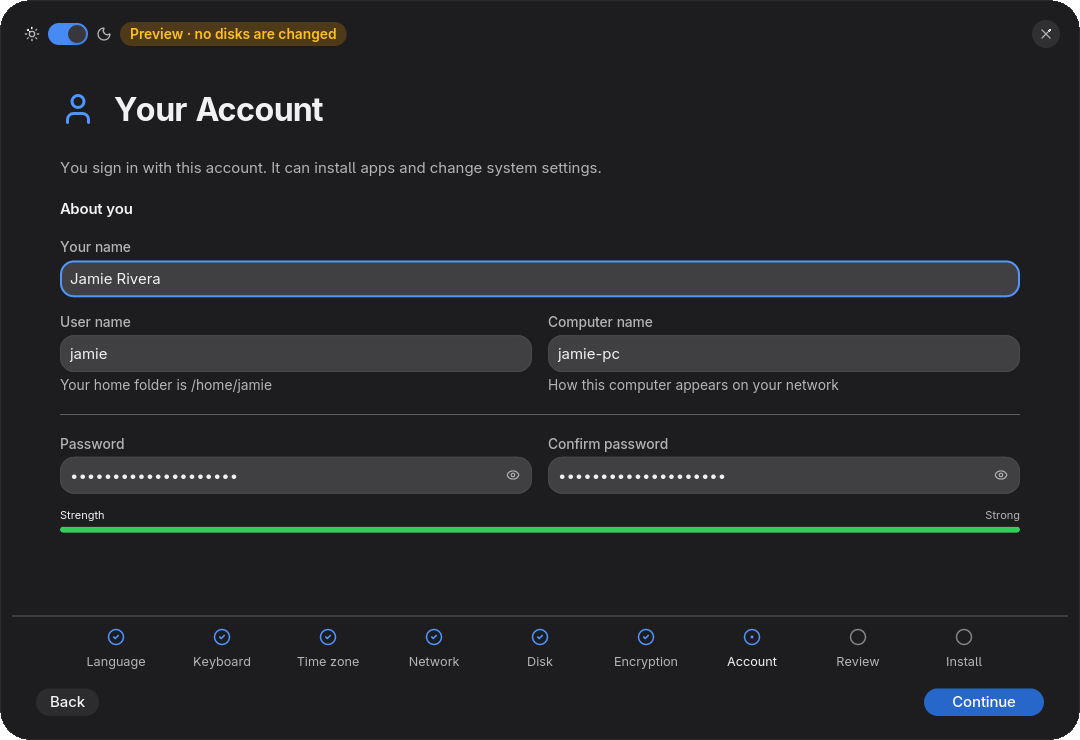 Preview · no disks are changed
Your Account
You sign in with this account. It can install apps and change system settings.
About you
Your name
Jamie Rivera
User name
Computer name
jamie
jamie-pc
Your home folder is /home/jamie
How this computer appears on your network
Password
Confirm password
••••••••••••••••••••
••••••••••••••••••••
Strength
Strong
Language
Keyboard
Time zone
Network
Disk
Encryption
Account
Review
Install
Back
Continue